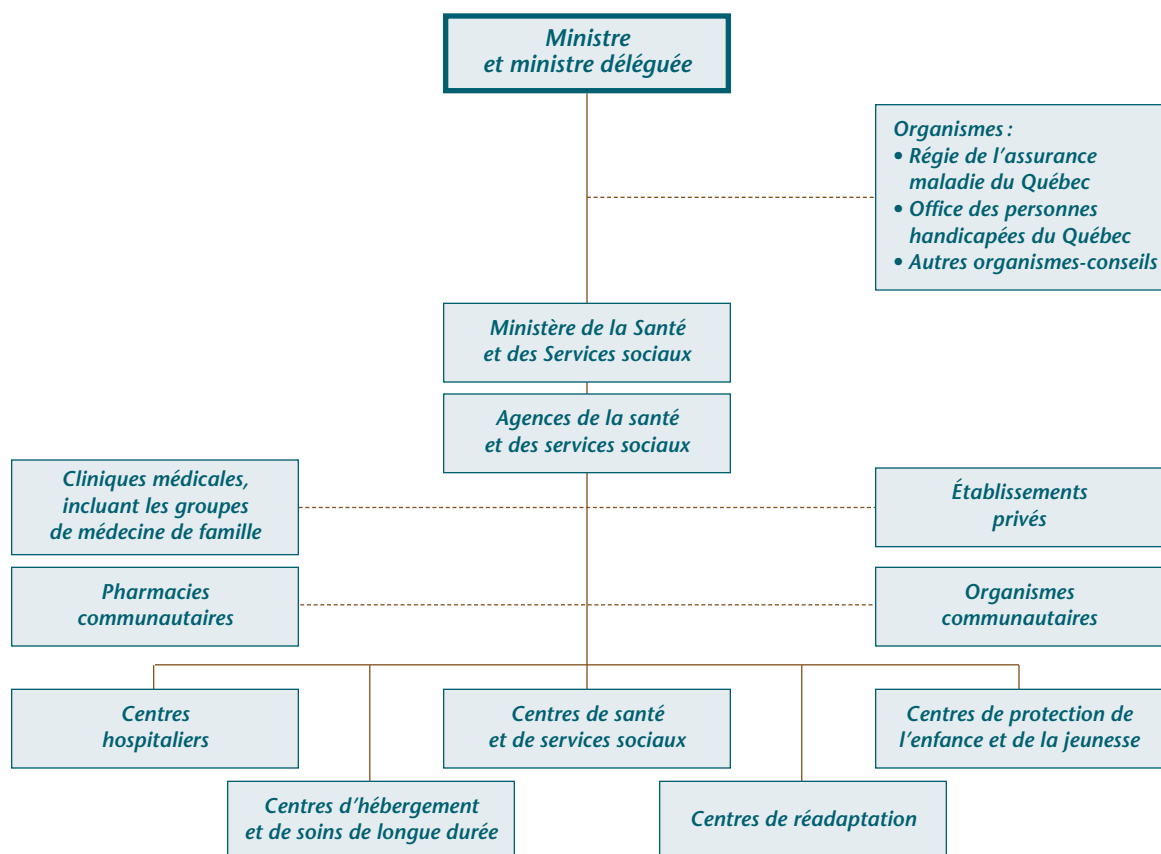 Ministre
et ministre déléguée
Organismes :
• Régie de l’assurance
maladie du Québec
• Office des personnes
handicapées du Québec
• Autres organismes-conseils
Ministère de la Santé
et des Services sociaux
Agences de la santé
et des services sociaux
Cliniques médicales,
incluant les groupes
de médecine de famille
Établissements
privés
Pharmacies
communautaires
Organismes
communautaires
Centres
hospitaliers
Centres de santé
et de services sociaux
Centres de protection de
l’enfance et de la jeunesse
Centres d’hébergement
et de soins de longue durée
Centres de réadaptation